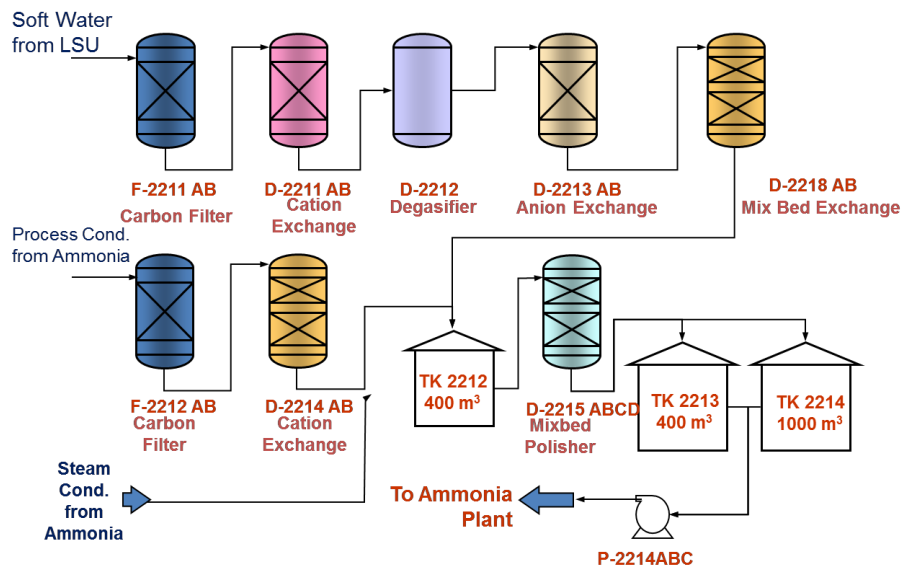 Soft Water
from LSU
F-2211 AB
Carbon Filter
D-2211 AB
Cation
Exchange
D-2212
Degasifier
D-2213 AB
Anion Exchange
D-2218 AB
Mix Bed Exchange
Process Cond.
from Ammonia
F-2212 AB
Carbon
Filter
D-2214 AB
Cation
Exchange
TK 2212
400 m³
D-2215 ABCD
Mixbed
Polisher
TK 2213
400 m³
TK 2214
1000 m³
Steam
Cond.
from
Ammonia
To Ammonia
Plant
P-2214ABC